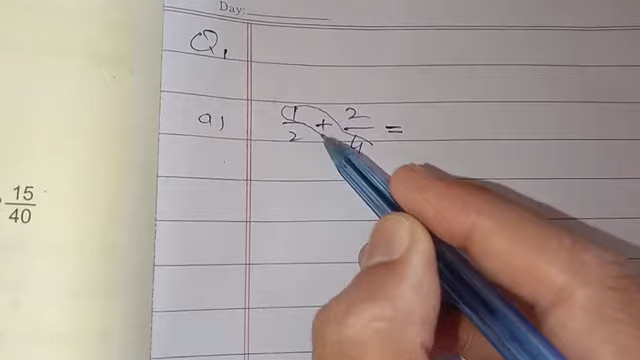 Day:
Q,
a) 1/2 + 2/4 =
15/40